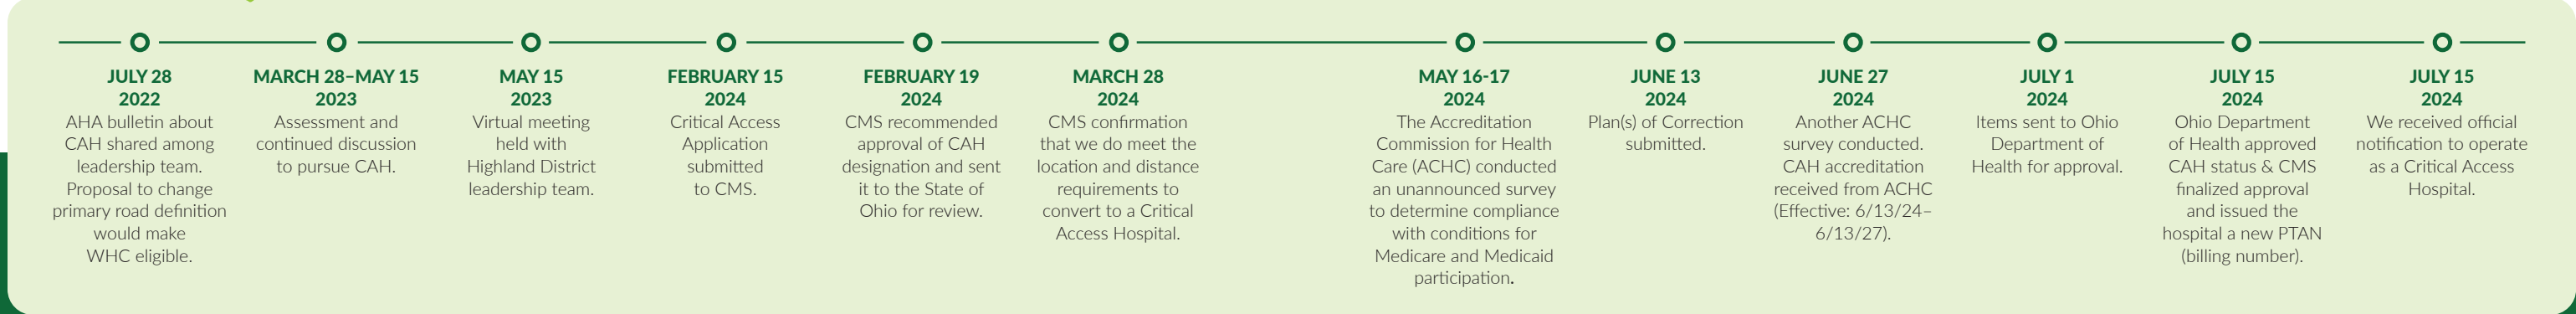 JULY 28
2022
AHA bulletin about
CAH shared among
leadership team.
Proposal to change
primary road definition
would make
WHC eligible.
MARCH 28–MAY 15
2023
Assessment and
continued discussion
to pursue CAH.
MAY 15
2023
Virtual meeting
held with
Highland District
leadership team.
FEBRUARY 15
2024
Critical Access
Application
submitted
to CMS.
FEBRUARY 19
2024
CMS recommended
approval of CAH
designation and sent
it to the State of
Ohio for review.
MARCH 28
2024
CMS confirmation
that we do meet the
location and distance
requirements to
convert to a Critical
Access Hospital.
MAY 16-17
2024
The Accreditation
Commission for Health
Care (ACHC) conducted
an unannounced survey
to determine compliance
with conditions for
Medicare and Medicaid
participation.
JUNE 13
2024
Plan(s) of Correction
submitted.
JUNE 27
2024
Another ACHC
survey conducted.
CAH accreditation
received from ACHC
(Effective: 6/13/24–
6/13/27).
JULY 1
2024
Items sent to Ohio
Department of
Health for approval.
JULY 15
2024
Ohio Department
of Health approved
CAH status & CMS
finalized approval
and issued the
hospital a new PTAN
(billing number).
JULY 15
2024
We received official
notification to operate
as a Critical Access
Hospital.